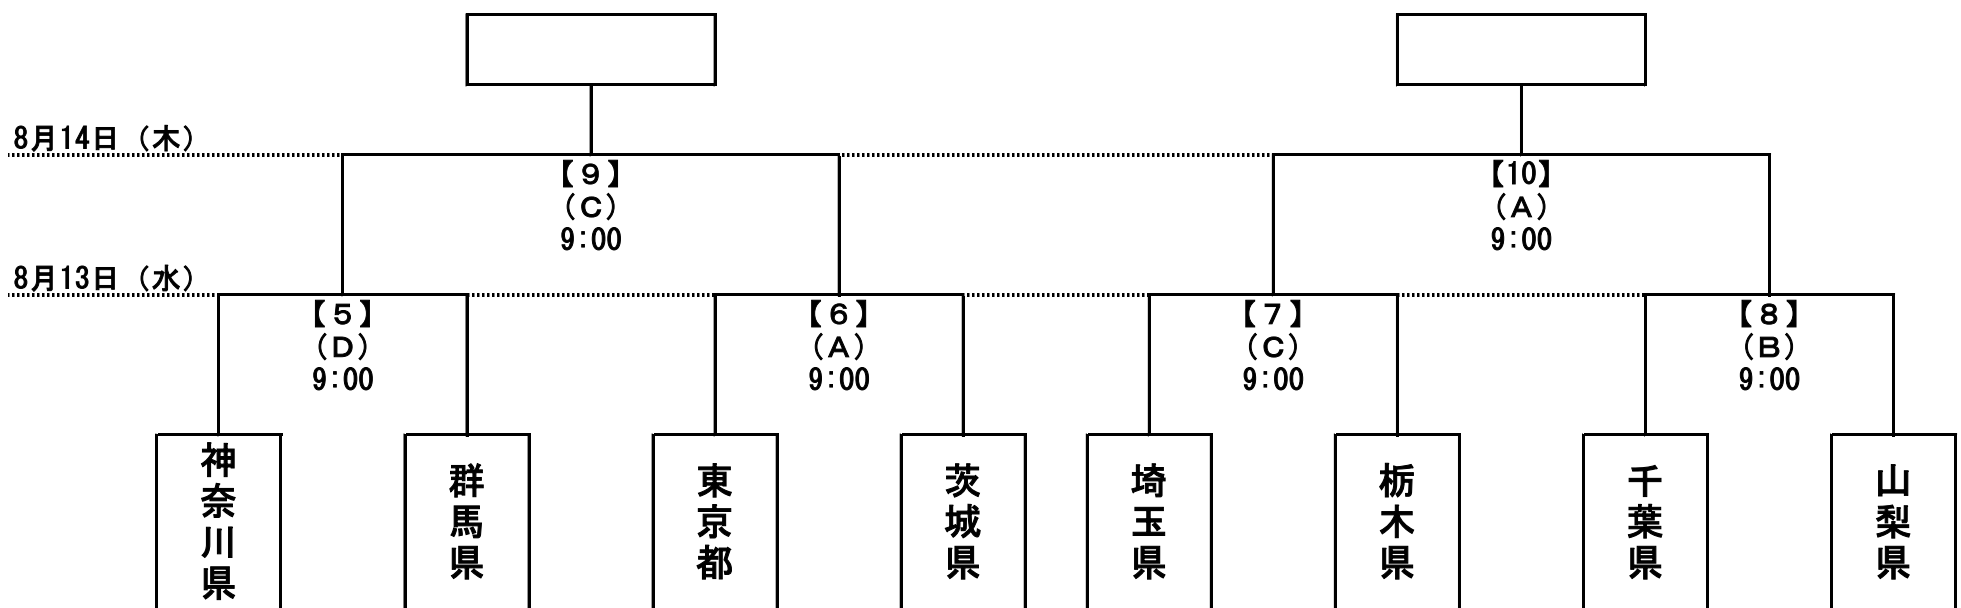 8月14日（木）
【９】
（Ｃ）
9:00
【10】
（Ａ）
9:00
8月13日（水）
【５】
（Ｄ）
9:00
【６】
（Ａ）
9:00
【７】
（Ｃ）
9:00
【８】
（Ｂ）
9:00
神奈川県
群馬県
東京都
茨城県
埼玉県
栃木県
千葉県
山梨県